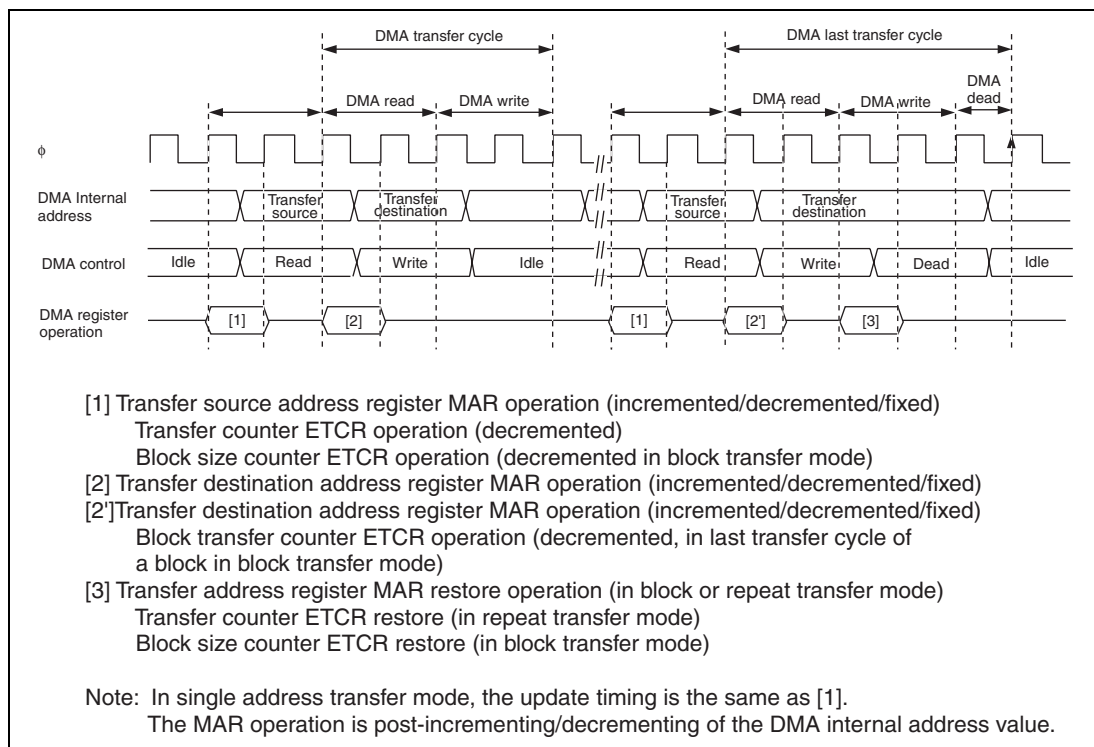 DMA transfer cycle DMA last transfer cycle
DMA read DMA write DMA read DMA write DMA dead
ϕ
DMA Internal address Transfer source Transfer destination Transfer source Transfer destination
DMA control Idle Read Write Idle Read Write Dead Idle
DMA register operation [1] [2] [1] [2'] [3]
[1] Transfer source address register MAR operation (incremented/decremented/fixed)
Transfer counter ETCR operation (decremented)
Block size counter ETCR operation (decremented in block transfer mode)
[2] Transfer destination address register MAR operation (incremented/decremented/fixed)
[2']Transfer destination address register MAR operation (incremented/decremented/fixed)
Block transfer counter ETCR operation (decremented, in last transfer cycle of
a block in block transfer mode)
[3] Transfer address register MAR restore operation (in block or repeat transfer mode)
Transfer counter ETCR restore (in repeat transfer mode)
Block size counter ETCR restore (in block transfer mode)
Note: In single address transfer mode, the update timing is the same as [1].
The MAR operation is post-incrementing/decrementing of the DMA internal address value.